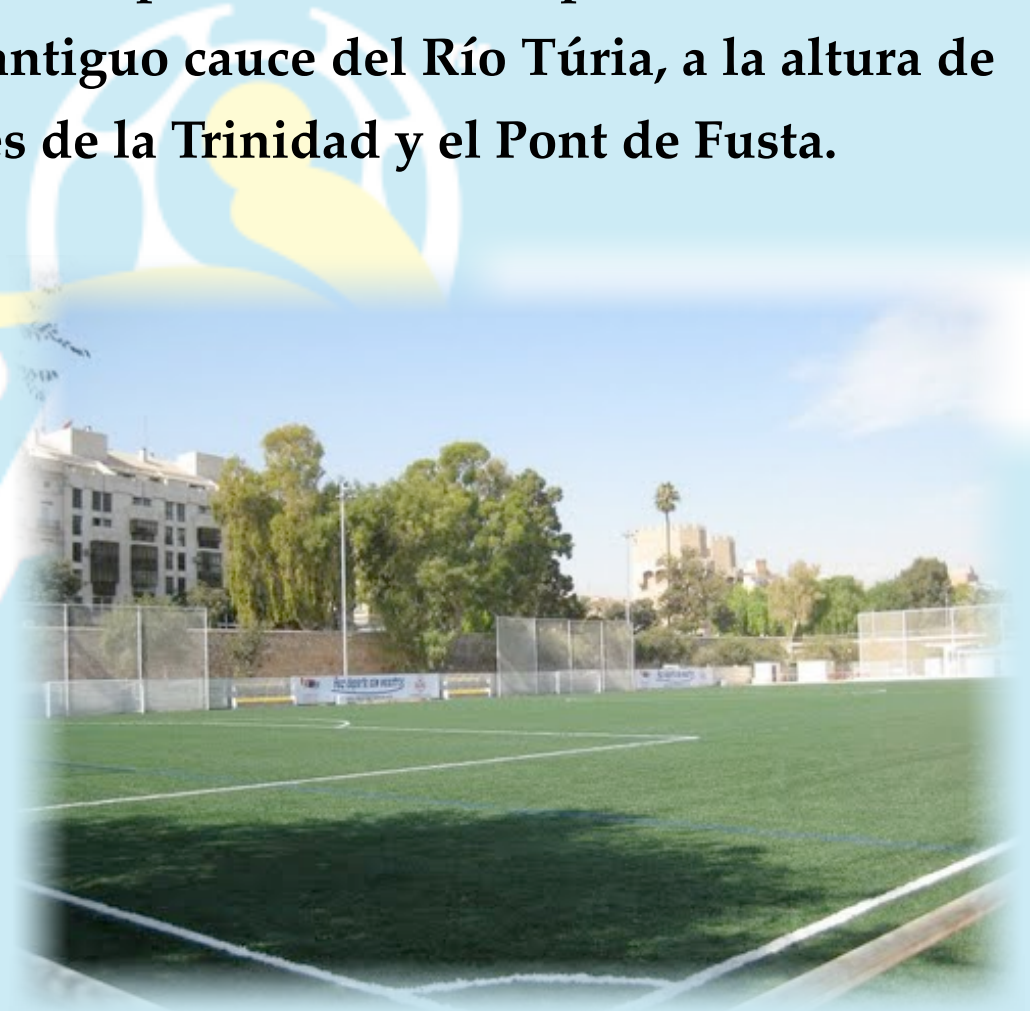 antiguo cauce del Río Túria, a la altura de
es de la Trinidad y el Pont de Fusta.